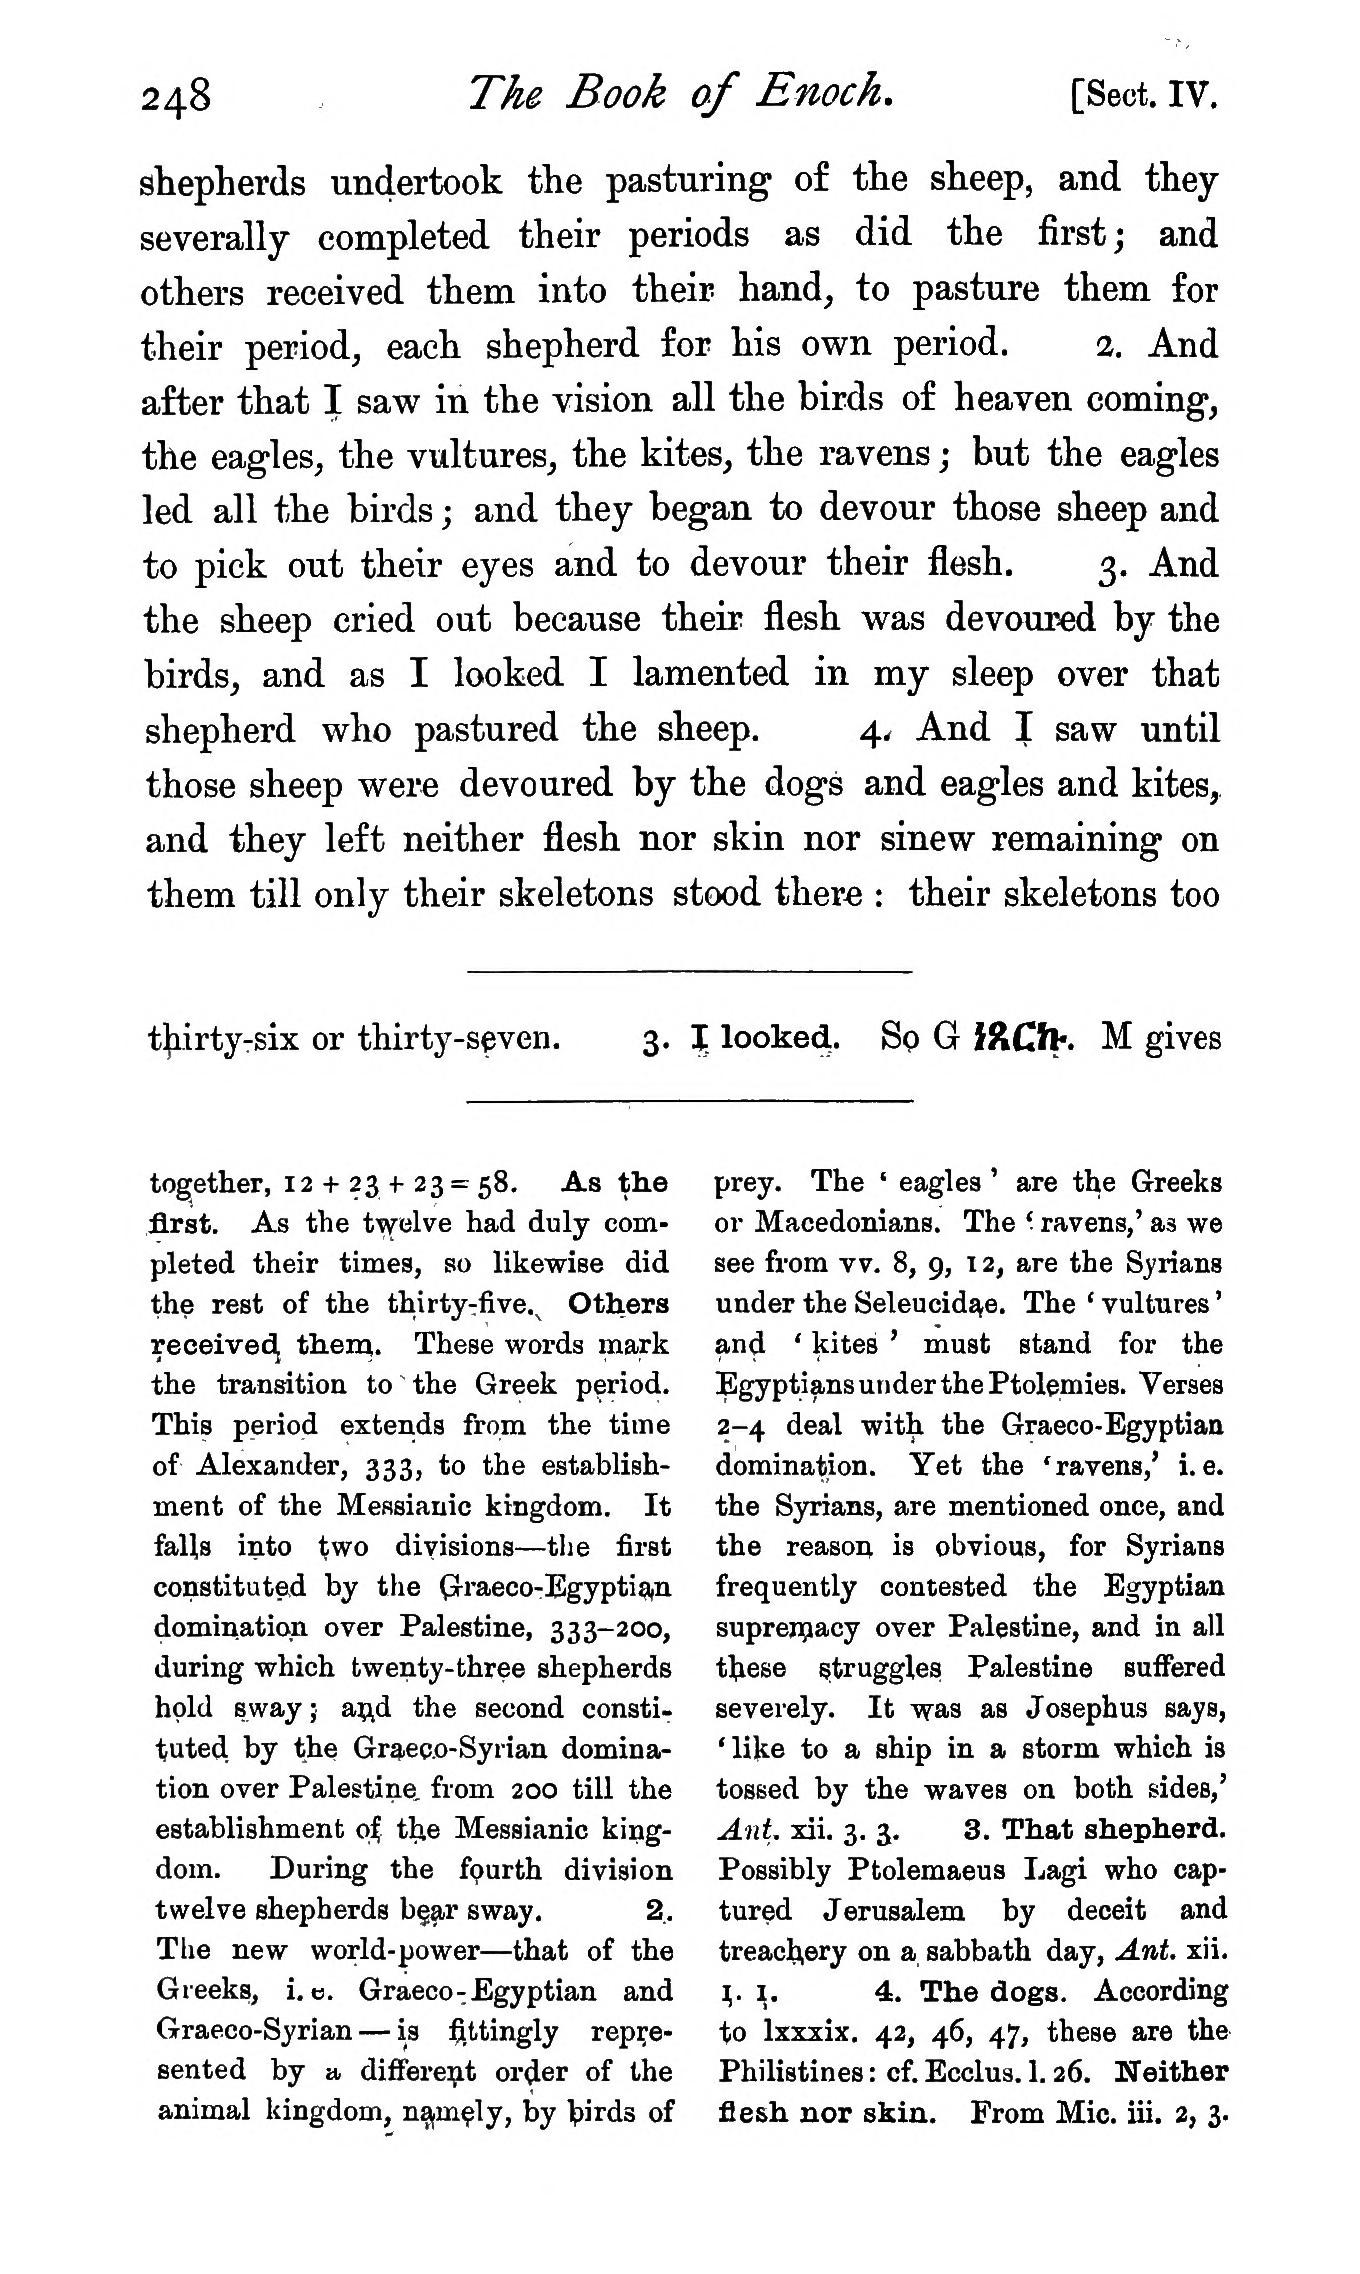 248 The Book of Enoch. [Sect. IV.
shepherds undertook the pasturing of the sheep, and they
severally completed their periods as did the first; and
others received them into their hand, to pasture them for
their period, each shepherd for his own period. 2. And
after that I saw in the vision all the birds of heaven coming,
the eagles, the vultures, the kites, the ravens; but the eagles
led all the birds; and they began to devour those sheep and
to pick out their eyes and to devour their flesh. 3. And
the sheep cried out because their flesh was devoured by the
birds, and as I looked I lamented in my sleep over that
shepherd who pastured the sheep. 4. And I saw until
those sheep were devoured by the dogs and eagles and kites,
and they left neither flesh nor skin nor sinew remaining on
them till only their skeletons stood there: their skeletons too
thirty-six or thirty-seven. 3. I looked. So G ነጸርኩ. M gives
together, 12 + 23 + 23 = 58. As the
first. As the twelve had duly com-
pleted their times, so likewise did
the rest of the thirty-five. Others
received them. These words mark
the transition to the Greek period.
This period extends from the time
of Alexander, 333, to the establish-
ment of the Messianic kingdom. It
falls into two divisions—the first
constituted by the Graeco-Egyptian
domination over Palestine, 333–200,
during which twenty-three shepherds
hold sway; and the second consti-
tuted by the Graeco-Syrian domina-
tion over Palestine from 200 till the
establishment of the Messianic king-
dom. During the fourth division
twelve shepherds bear sway. 2.
The new world-power—that of the
Greeks, i.e. Graeco-Egyptian and
Graeco-Syrian—is fittingly repre-
sented by a different order of the
animal kingdom, namely, by birds of
prey. The ‘eagles’ are the Greeks
or Macedonians. The ‘ravens,’ as we
see from vv. 8, 9, 12, are the Syrians
under the Seleucidae. The ‘vultures’
and ‘kites’ must stand for the
Egyptians under the Ptolemies. Verses
2–4 deal with the Graeco-Egyptian
domination. Yet the ‘ravens,’ i.e.
the Syrians, are mentioned once, and
the reason is obvious, for Syrians
frequently contested the Egyptian
supremacy over Palestine, and in all
these struggles Palestine suffered
severely. It was as Josephus says,
‘like to a ship in a storm which is
tossed by the waves on both sides,’
Ant. xii. 3. 3. 3. That shepherd.
Possibly Ptolemaeus Lagi who cap-
tured Jerusalem by deceit and
treachery on a sabbath day, Ant. xii.
1. 1. 4. The dogs. According
to lxxxix. 42, 46, 47, these are the
Philistines: cf. Ecclus. l. 26. Neither
flesh nor skin. From Mic. iii. 2, 3.